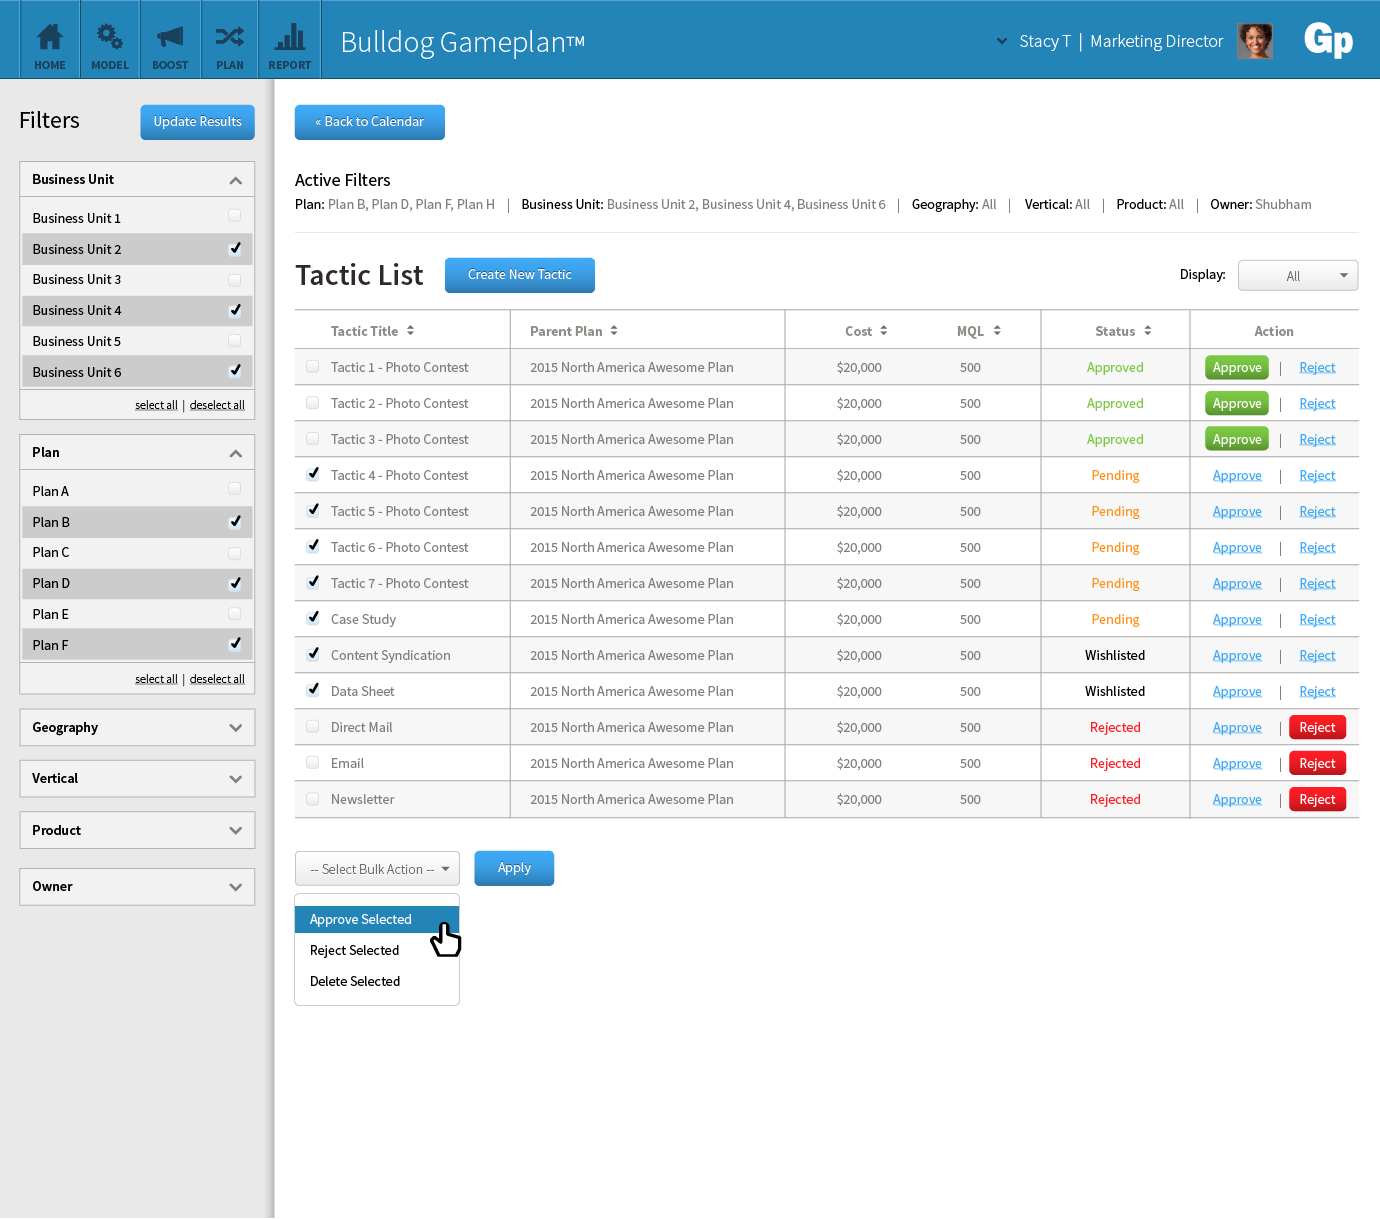 HOME MODEL BOOST PLAN REPORT Bulldog Gameplan™ Stacy T | Marketing Director Gp
Filters Update Results
Business Unit
Business Unit 1
Business Unit 2
Business Unit 3
Business Unit 4
Business Unit 5
Business Unit 6
select all | deselect all
Plan
Plan A
Plan B
Plan C
Plan D
Plan E
Plan F
select all | deselect all
Geography
Vertical
Product
Owner
« Back to Calendar
Active Filters
Plan: Plan B, Plan D, Plan F, Plan H | Business Unit: Business Unit 2, Business Unit 4, Business Unit 6 | Geography: All | Vertical: All | Product: All | Owner: Shubham
Tactic List Create New Tactic Display: All
Tactic Title Parent Plan Cost MQL Status Action
Tactic 1 - Photo Contest 2015 North America Awesome Plan $20,000 500 Approved Approve | Reject
Tactic 2 - Photo Contest 2015 North America Awesome Plan $20,000 500 Approved Approve | Reject
Tactic 3 - Photo Contest 2015 North America Awesome Plan $20,000 500 Approved Approve | Reject
Tactic 4 - Photo Contest 2015 North America Awesome Plan $20,000 500 Pending Approve | Reject
Tactic 5 - Photo Contest 2015 North America Awesome Plan $20,000 500 Pending Approve | Reject
Tactic 6 - Photo Contest 2015 North America Awesome Plan $20,000 500 Pending Approve | Reject
Tactic 7 - Photo Contest 2015 North America Awesome Plan $20,000 500 Pending Approve | Reject
Case Study 2015 North America Awesome Plan $20,000 500 Pending Approve | Reject
Content Syndication 2015 North America Awesome Plan $20,000 500 Wishlisted Approve | Reject
Data Sheet 2015 North America Awesome Plan $20,000 500 Wishlisted Approve | Reject
Direct Mail 2015 North America Awesome Plan $20,000 500 Rejected Approve | Reject
Email 2015 North America Awesome Plan $20,000 500 Rejected Approve | Reject
Newsletter 2015 North America Awesome Plan $20,000 500 Rejected Approve | Reject
-- Select Bulk Action -- Apply
Approve Selected
Reject Selected
Delete Selected